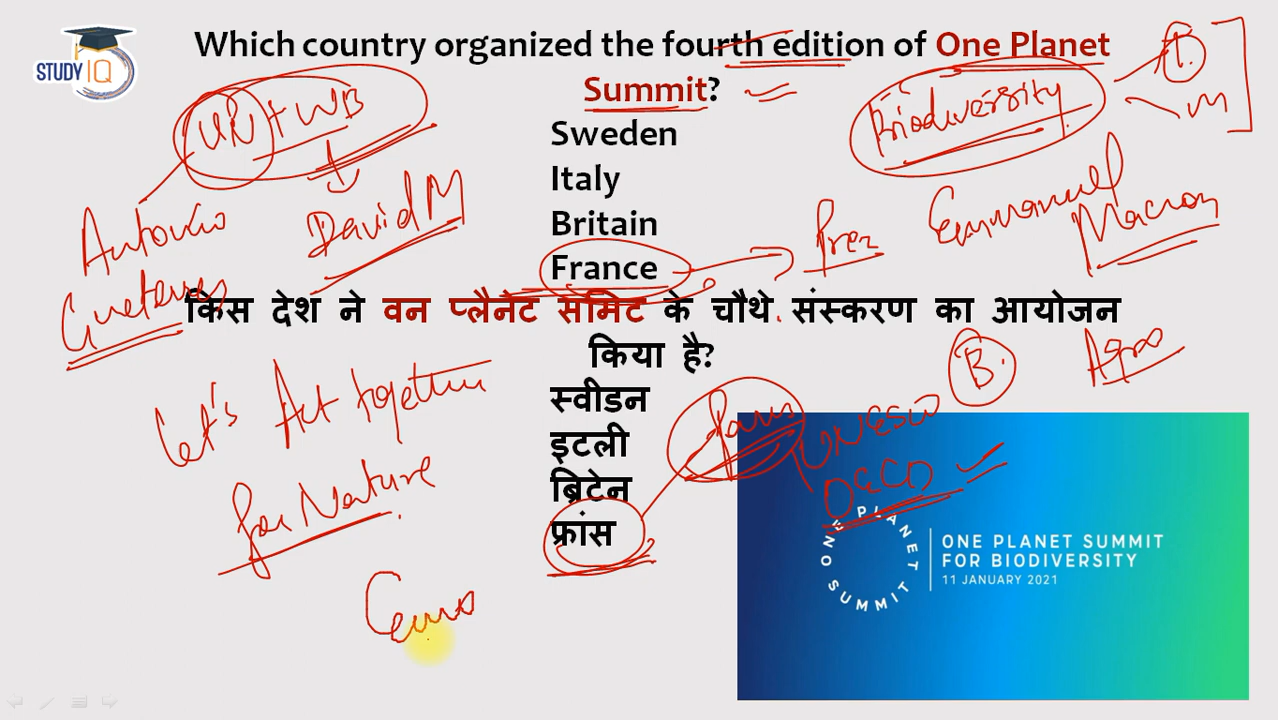 STUDY IQ
Which country organized the fourth edition of One Planet
Summit?
Sweden
Italy
Britain
France
किस देश ने वन प्लैनेट समिट के चौथे संस्करण का आयोजन
किया है?
स्वीडन
इटली
ब्रिटेन
फ्रांस
UN + WB
Antonio
Guterres
David M
Biodiversity
T.
M
Prez
Emmanuel
Macron
Let's Act together
for Nature
Paris
UNESCO
OECD
B.
Agro
Euro
ONE PLANET SUMMIT
ONE PLANET SUMMIT
FOR BIODIVERSITY
11 JANUARY 2021